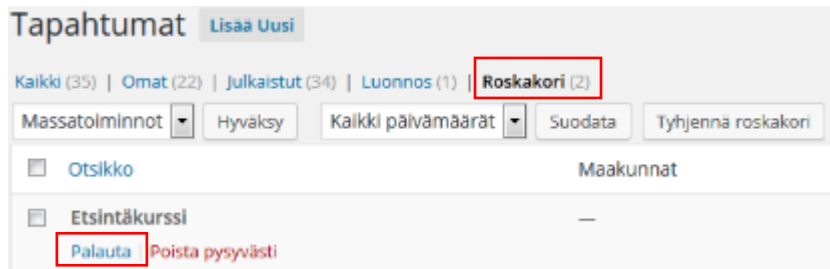 Tapahtumat Lisää Uusi
Kaikki (35) | Omat (22) | Julkaistut (34) | Luonnos (1) | Roskakori (2)
Massatoiminnot Hyväksy Kaikki päivämäärät Suodata Tyhjennä roskakori
Otsikko Maakunnat
Etsintäkurssi —
Palauta | Poista pysyvästi